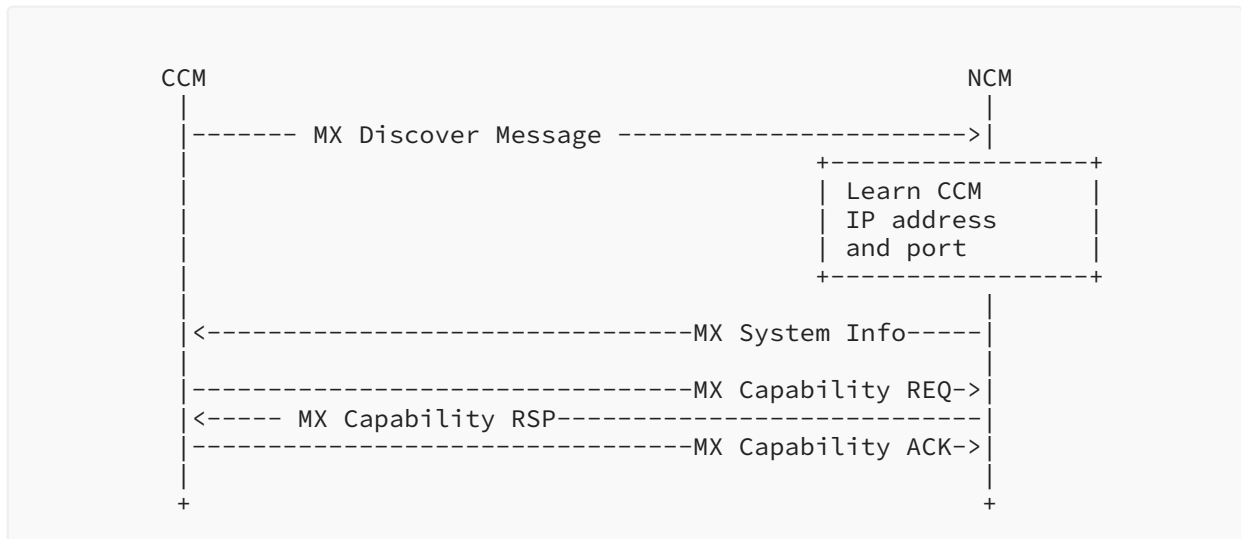 CCM NCM
MX Discover Message
Learn CCM
IP address
and port
MX System Info
MX Capability REQ
MX Capability RSP
MX Capability ACK